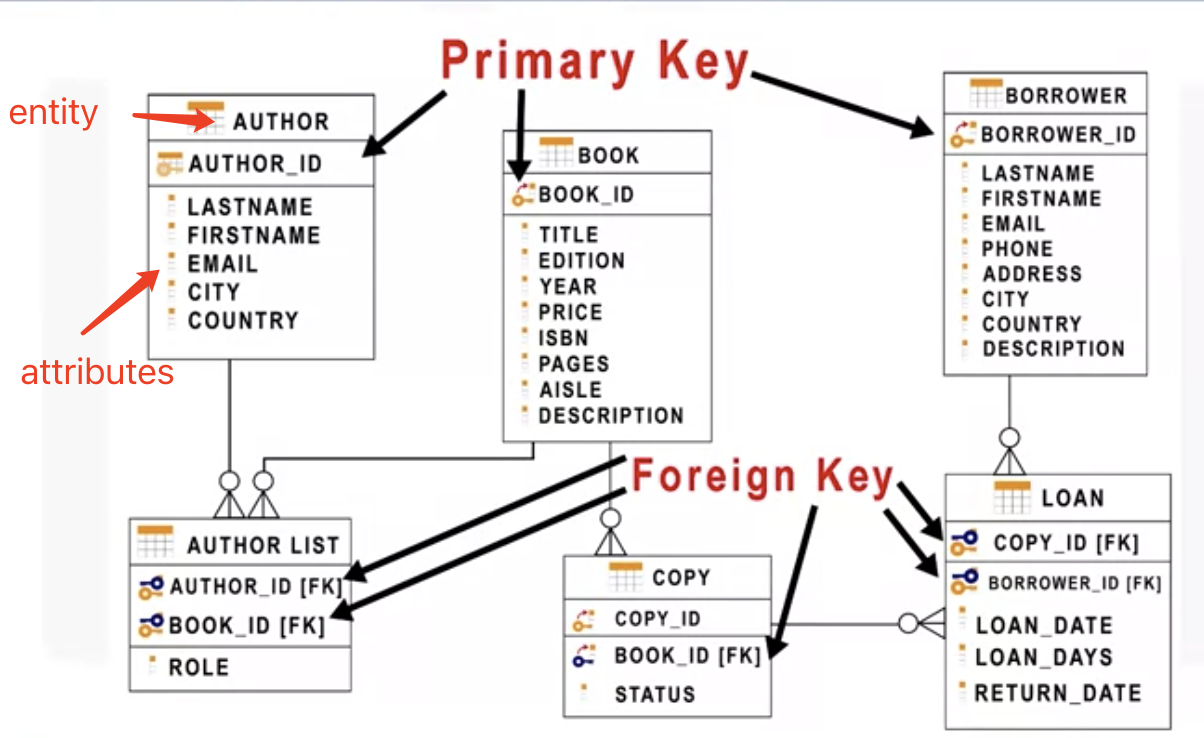 Primary Key
entity
AUTHOR
AUTHOR_ID
LASTNAME
FIRSTNAME
EMAIL
CITY
COUNTRY
attributes
BOOK
BOOK_ID
TITLE
EDITION
YEAR
PRICE
ISBN
PAGES
AISLE
DESCRIPTION
BORROWER
BORROWER_ID
LASTNAME
FIRSTNAME
EMAIL
PHONE
ADDRESS
CITY
COUNTRY
DESCRIPTION
Foreign Key
AUTHOR LIST
AUTHOR_ID [FK]
BOOK_ID [FK]
ROLE
COPY
COPY_ID
BOOK_ID [FK]
STATUS
LOAN
COPY_ID [FK]
BORROWER_ID [FK]
LOAN_DATE
LOAN_DAYS
RETURN_DATE